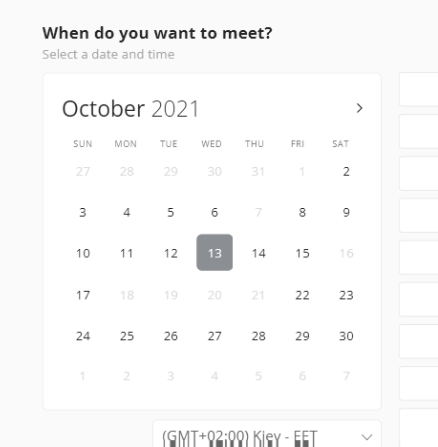 When do you want to meet?
Select a date and time
October 2021 >
SUN MON TUE WED THU FRI SAT
27 28 29 30 31 1 2
3 4 5 6 7 8 9
10 11 12 13 14 15 16
17 18 19 20 21 22 23
24 25 26 27 28 29 30
1 2 3 4 5 6 7
(GMT+02:00) Kiev - EET